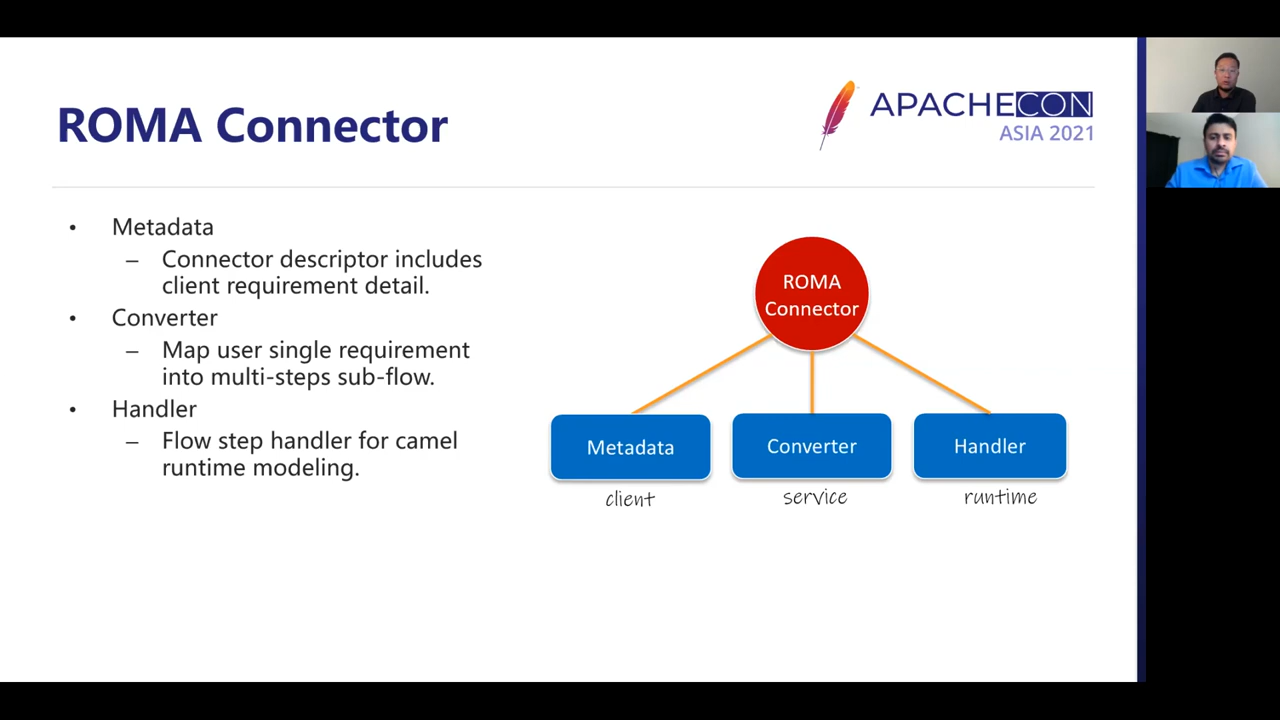 ROMA Connector
APACHECON
ASIA 2021
• Metadata
– Connector descriptor includes
client requirement detail.
• Converter
– Map user single requirement
into multi-steps sub-flow.
• Handler
– Flow step handler for camel
runtime modeling.
ROMA
Connector
Metadata
Converter
Handler
client
service
runtime